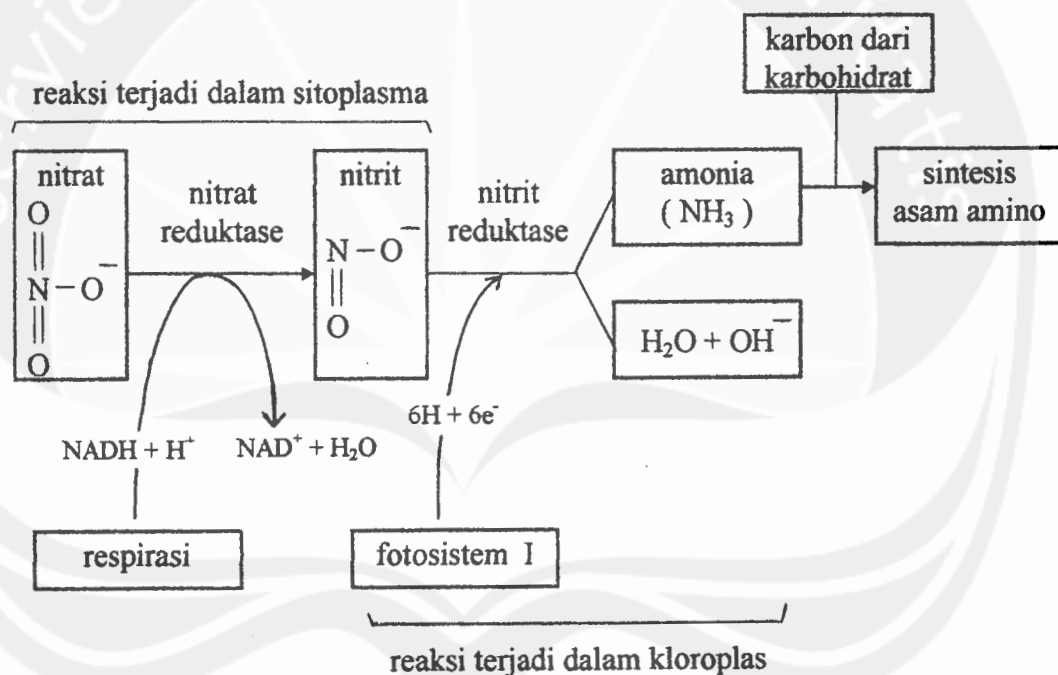 karbon dari
karbohidrat
reaksi terjadi dalam sitoplasma
nitrat
O
N – O⁻
O
nitrat
reduktase
nitrit
N – O⁻
O
nitrit
reduktase
amonia
( NH₃ )
sintesis
asam amino
H₂O + OH⁻
6H + 6e⁻
NADH + H⁺
NAD⁺ + H₂O
respirasi
fotosistem I
reaksi terjadi dalam kloroplas